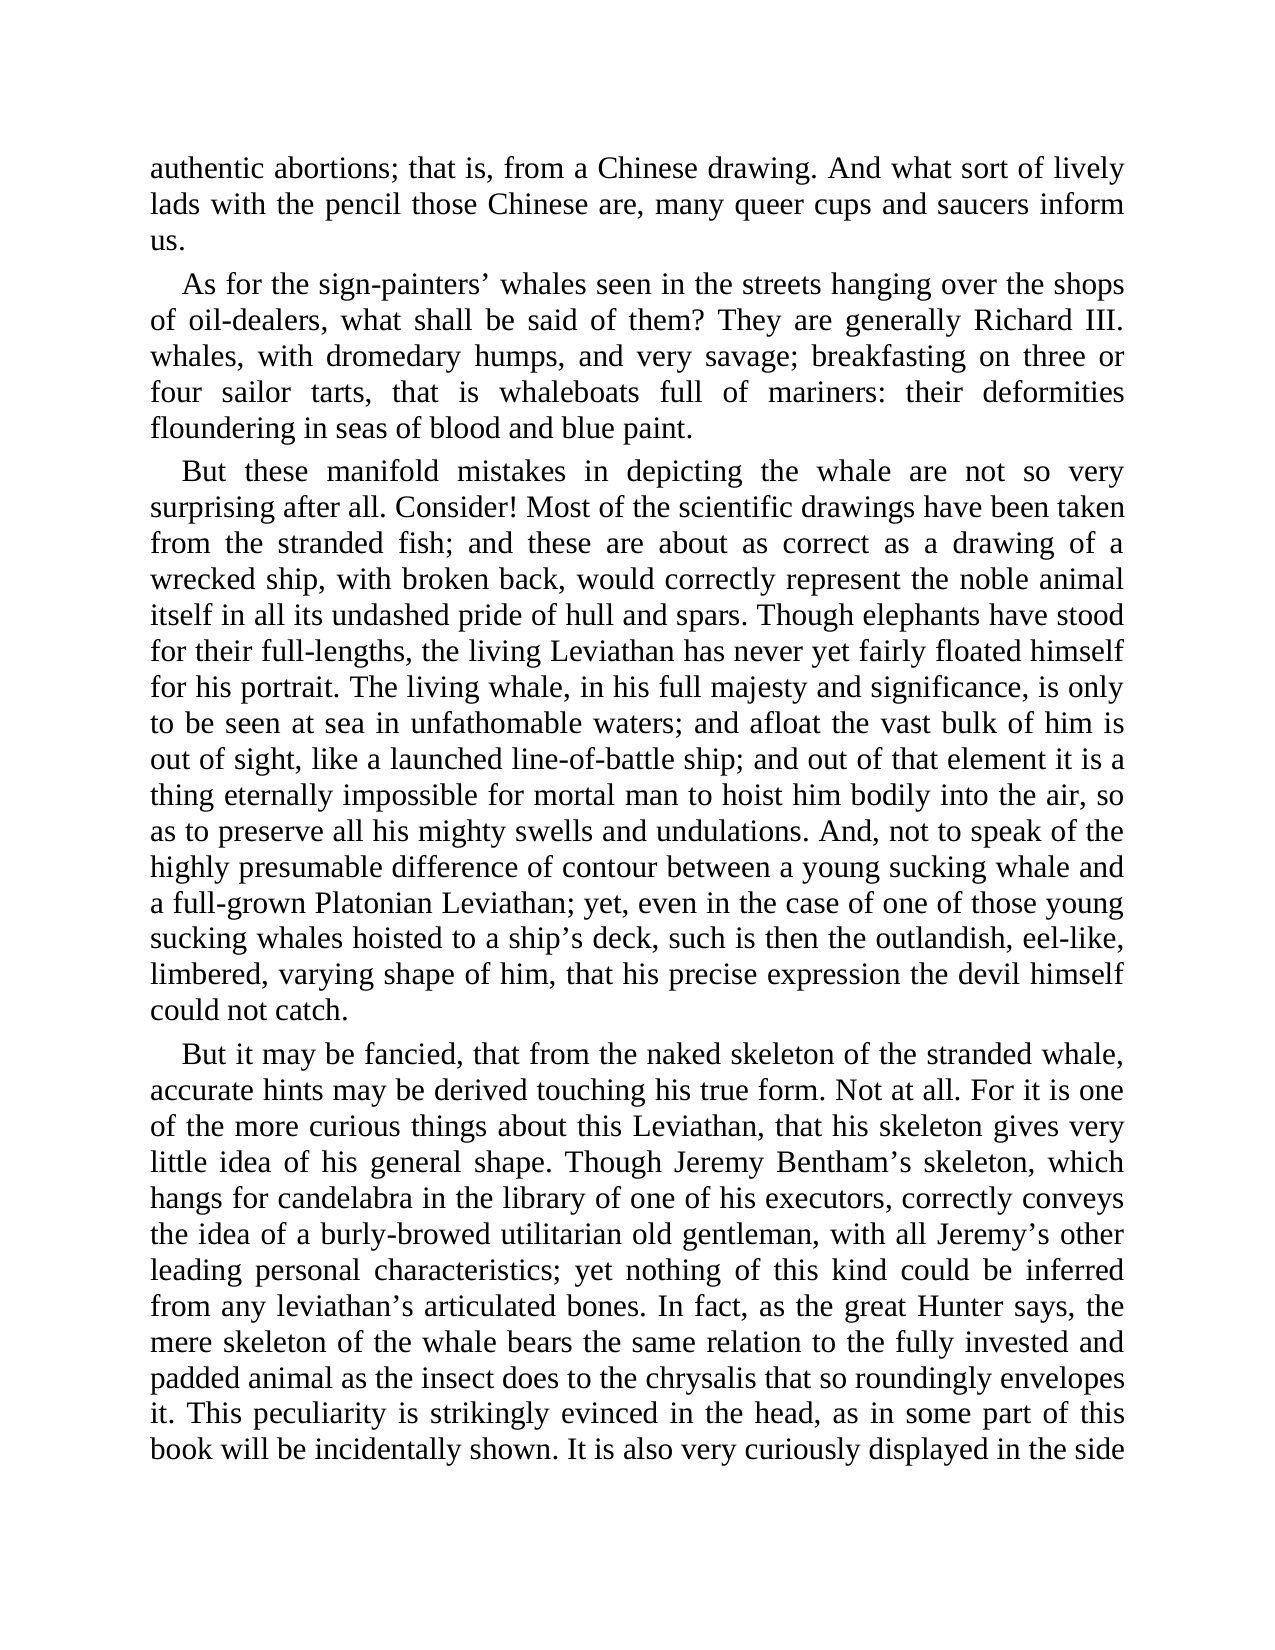 authentic abortions; that is, from a Chinese drawing. And what sort of lively
lads with the pencil those Chinese are, many queer cups and saucers inform
us.
As for the sign-painters’ whales seen in the streets hanging over the shops
of oil-dealers, what shall be said of them? They are generally Richard III.
whales, with dromedary humps, and very savage; breakfasting on three or
four sailor tarts, that is whaleboats full of mariners: their deformities
floundering in seas of blood and blue paint.
But these manifold mistakes in depicting the whale are not so very
surprising after all. Consider! Most of the scientific drawings have been taken
from the stranded fish; and these are about as correct as a drawing of a
wrecked ship, with broken back, would correctly represent the noble animal
itself in all its undashed pride of hull and spars. Though elephants have stood
for their full-lengths, the living Leviathan has never yet fairly floated himself
for his portrait. The living whale, in his full majesty and significance, is only
to be seen at sea in unfathomable waters; and afloat the vast bulk of him is
out of sight, like a launched line-of-battle ship; and out of that element it is a
thing eternally impossible for mortal man to hoist him bodily into the air, so
as to preserve all his mighty swells and undulations. And, not to speak of the
highly presumable difference of contour between a young sucking whale and
a full-grown Platonian Leviathan; yet, even in the case of one of those young
sucking whales hoisted to a ship’s deck, such is then the outlandish, eel-like,
limbered, varying shape of him, that his precise expression the devil himself
could not catch.
But it may be fancied, that from the naked skeleton of the stranded whale,
accurate hints may be derived touching his true form. Not at all. For it is one
of the more curious things about this Leviathan, that his skeleton gives very
little idea of his general shape. Though Jeremy Bentham’s skeleton, which
hangs for candelabra in the library of one of his executors, correctly conveys
the idea of a burly-browed utilitarian old gentleman, with all Jeremy’s other
leading personal characteristics; yet nothing of this kind could be inferred
from any leviathan’s articulated bones. In fact, as the great Hunter says, the
mere skeleton of the whale bears the same relation to the fully invested and
padded animal as the insect does to the chrysalis that so roundingly envelopes
it. This peculiarity is strikingly evinced in the head, as in some part of this
book will be incidentally shown. It is also very curiously displayed in the side